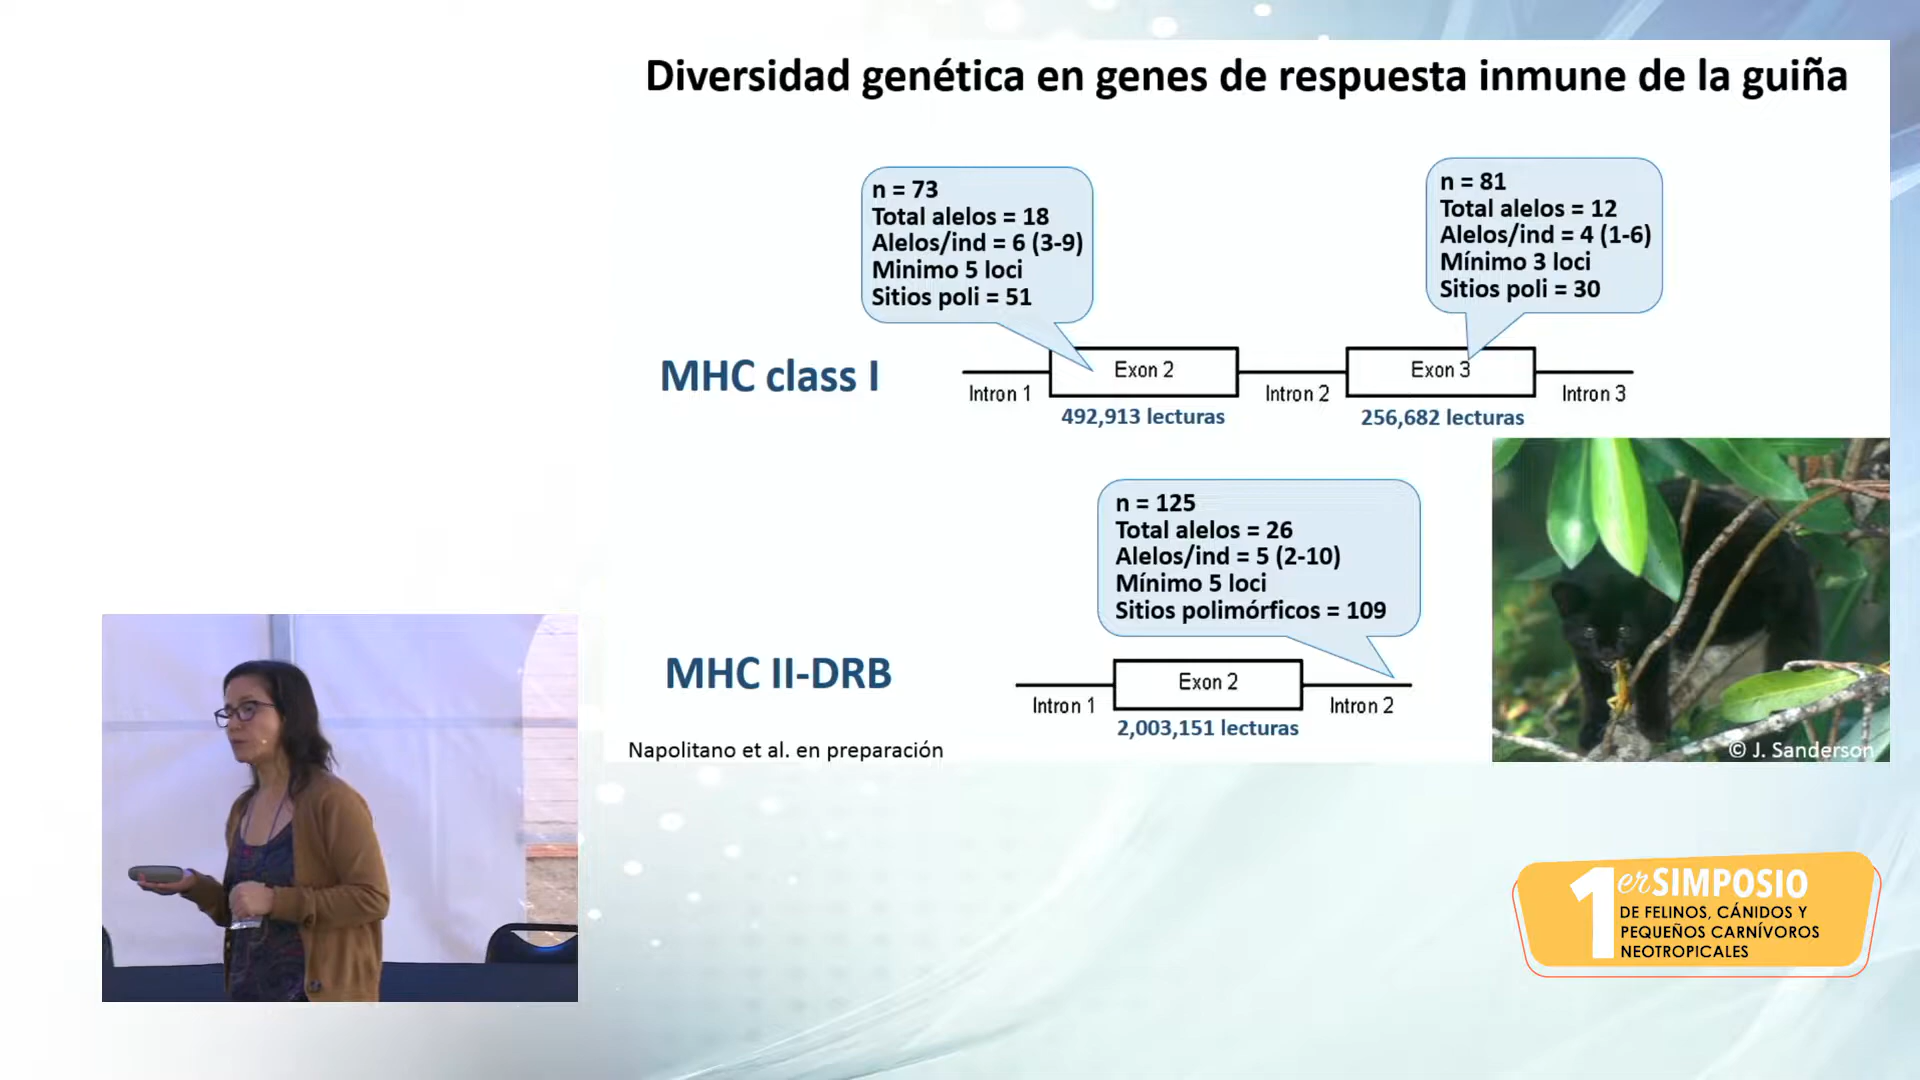 Diversidad genética en genes de respuesta inmune de la guiña
n = 73
Total alelos = 18
Alelos/ind = 6 (3-9)
Minimo 5 loci
Sitios poli = 51
n = 81
Total alelos = 12
Alelos/ind = 4 (1-6)
Mínimo 3 loci
Sitios poli = 30
MHC class I
Intron 1
Exon 2
Intron 2
Exon 3
Intron 3
492,913 lecturas
256,682 lecturas
n = 125
Total alelos = 26
Alelos/ind = 5 (2-10)
Mínimo 5 loci
Sitios polimórficos = 109
MHC II-DRB
Intron 1
Exon 2
Intron 2
2,003,151 lecturas
Napolitano et al. en preparación
© J. Sanderson
1er SIMPOSIO
DE FELINOS, CÁNIDOS Y
PEQUEÑOS CARNÍVOROS
NEOTROPICALES